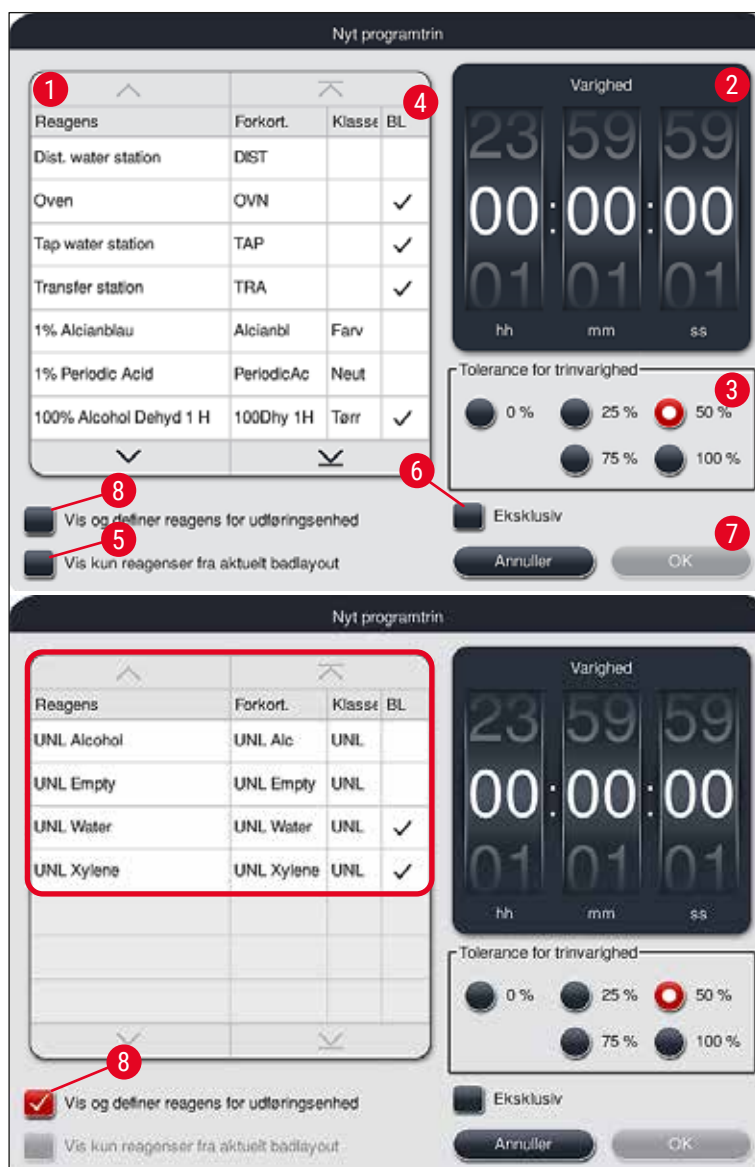 Nyt programtrin
1
4
Reagens Forkort. Klasse BL
Dist. water station DIST
Oven OVN ✓
Tap water station TAP ✓
Transfer station TRA ✓
1% Alcianblau Alcianbl Farv
1% Periodic Acid PeriodicAc Neut
100% Alcohol Dehyd 1 H 100Dhy 1H Tørr ✓
8
Vis og definer reagens for udføringsenhed
5
Vis kun reagenser fra aktuelt badlayout
Varighed 2
23 59 59
00:00:00
01 01 01
hh mm ss
Tolerance for trinvarighed
3
0 % 25 % 50 %
75 % 100 %
6
Eksklusiv
7
Annuller OK
Nyt programtrin
Reagens Forkort. Klasse BL
UNL Alcohol UNL Alc UNL
UNL Empty UNL Empty UNL
UNL Water UNL Water UNL ✓
UNL Xylene UNL Xylene UNL ✓
8
Vis og definer reagens for udføringsenhed
Vis kun reagenser fra aktuelt badlayout
Varighed
23 59 59
00:00:00
01 01 01
hh mm ss
Tolerance for trinvarighed
0 % 25 % 50 %
75 % 100 %
Eksklusiv
Annuller OK